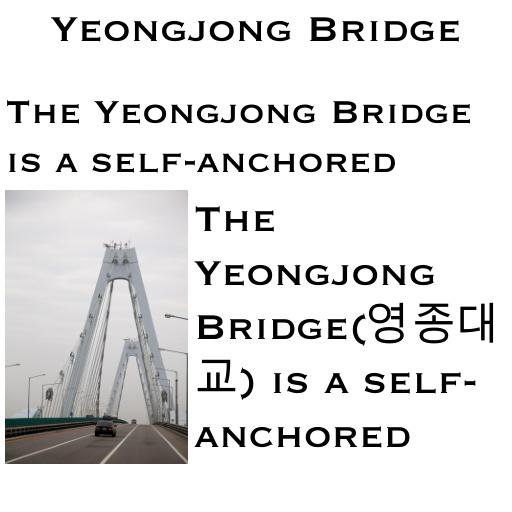 Yeongjong Bridge
The Yeongjong Bridge
is a self-anchored
The
Yeongjong
Bridge(영종대
교) is a self-
anchored